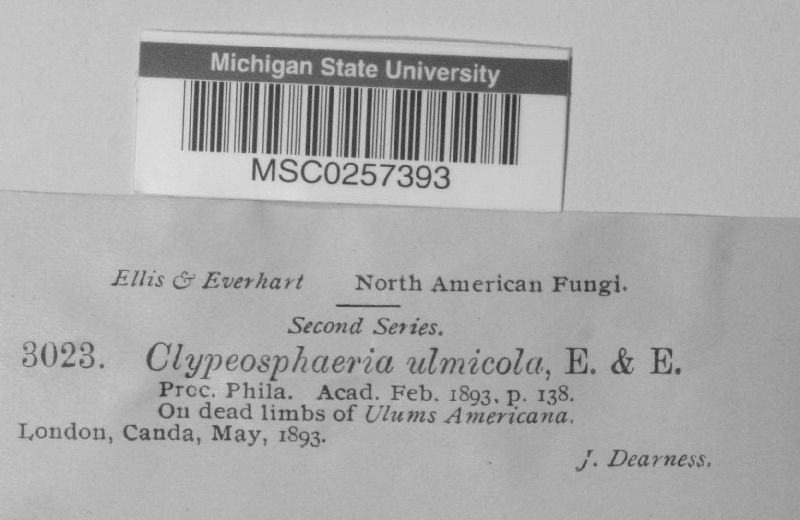 Michigan State University
MSC0257393
Ellis & Everhart North American Fungi.
Second Series.
3023. Clypeosphaeria ulmicola, E. & E.
Proc. Phila. Acad. Feb. 1893, p. 138.
On dead limbs of Ulums Americana.
London, Canda, May, 1893.
J. Dearness.